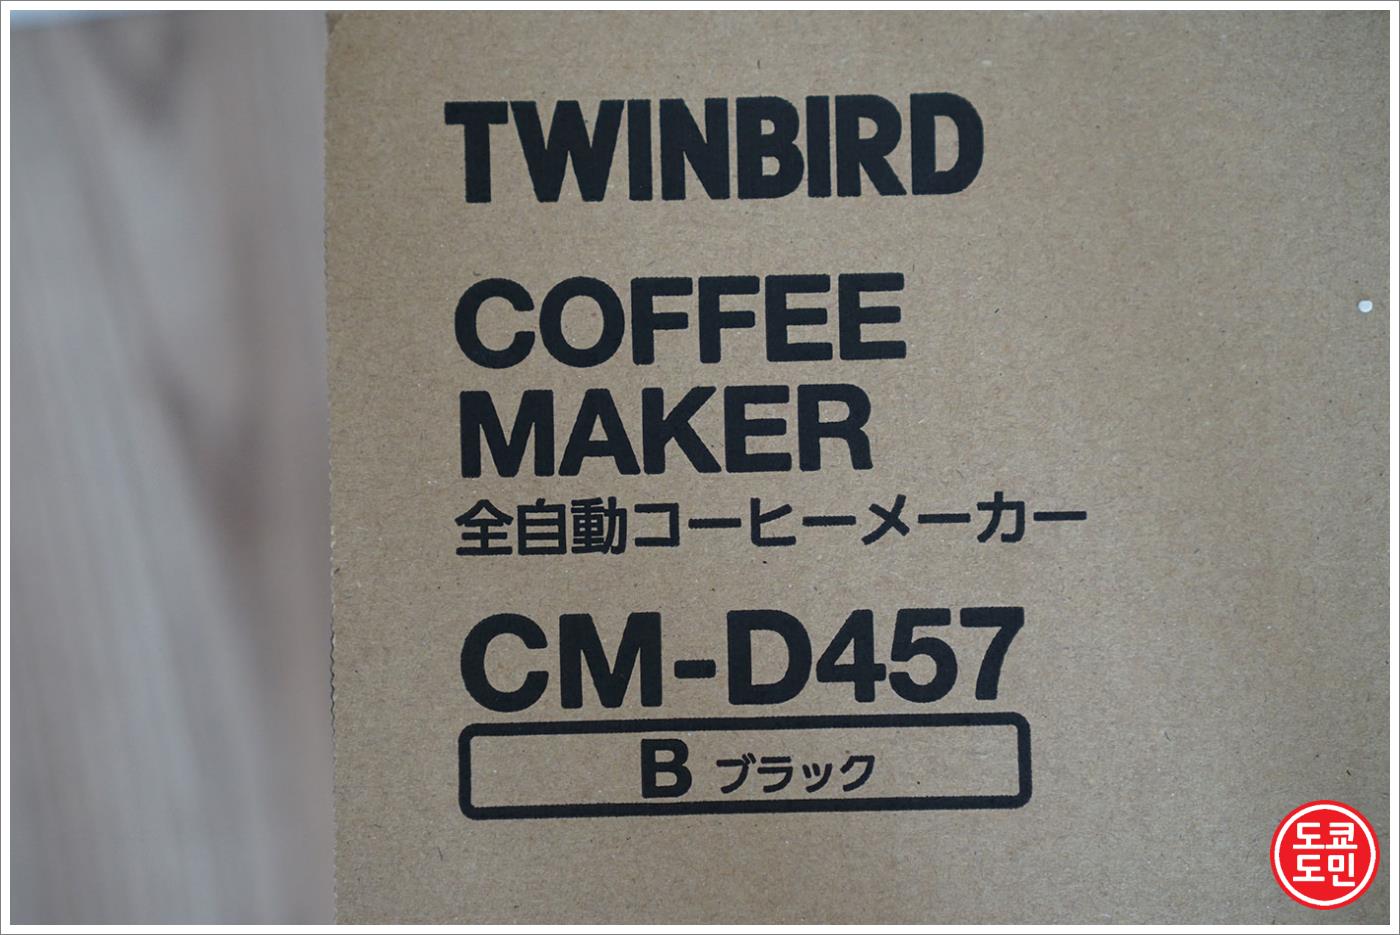 TWINBIRD
COFFEE
MAKER
全自動コーヒーメーカー
CM-D457
B ブラック
도쿄
도민